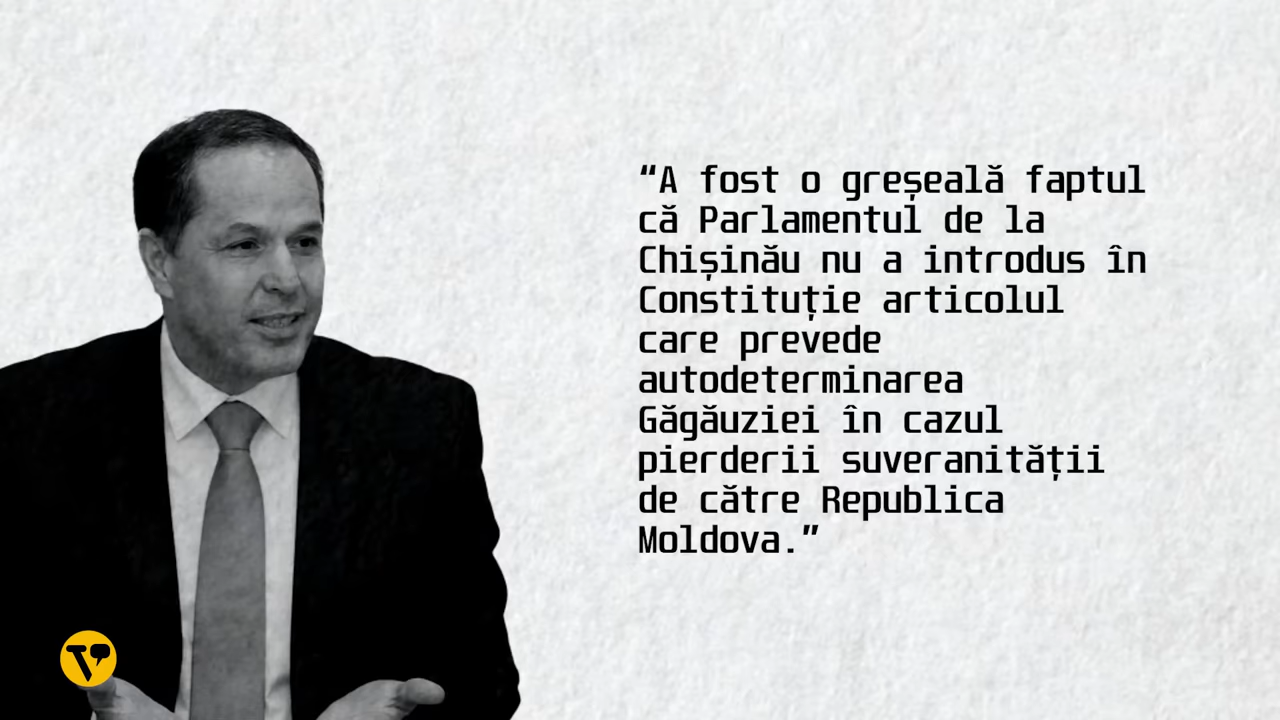 “A fost o greșeală faptul
că Parlamentul de la
Chișinău nu a introdus în
Constituție articolul
care prevede
autodeterminarea
Găgăuziei în cazul
pierderii suveranității
de către Republica
Moldova.”